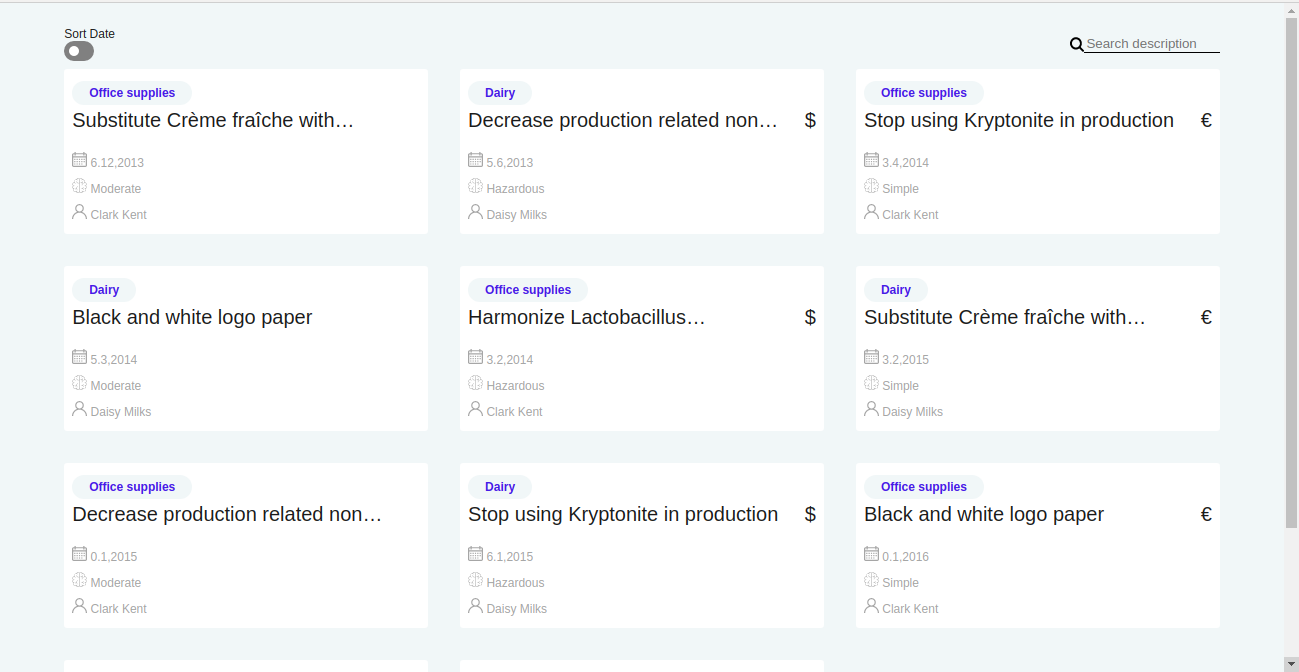 Sort Date
Search description
Office supplies
Substitute Crème fraîche with…
6.12,2013
Moderate
Clark Kent
Dairy
Decrease production related non… $
5.6,2013
Hazardous
Daisy Milks
Office supplies
Stop using Kryptonite in production €
3.4,2014
Simple
Clark Kent
Dairy
Black and white logo paper
5.3,2014
Moderate
Daisy Milks
Office supplies
Harmonize Lactobacillus… $
3.2,2014
Hazardous
Clark Kent
Dairy
Substitute Crème fraîche with… €
3.2,2015
Simple
Daisy Milks
Office supplies
Decrease production related non…
0.1,2015
Moderate
Clark Kent
Dairy
Stop using Kryptonite in production $
6.1,2015
Hazardous
Daisy Milks
Office supplies
Black and white logo paper €
0.1,2016
Simple
Clark Kent